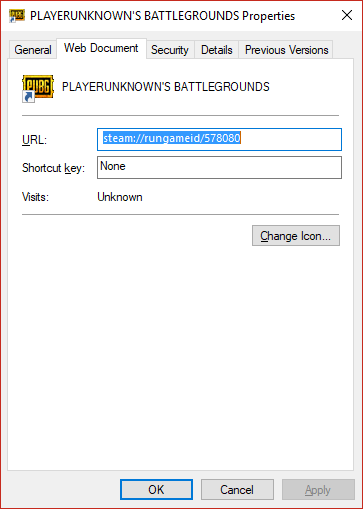 PLAYERUNKNOWN'S BATTLEGROUNDS Properties
General Web Document Security Details Previous Versions
PUBG PLAYERUNKNOWN'S BATTLEGROUNDS
URL: steam://rungameid/578080
Shortcut key: None
Visits: Unknown
Change Icon...
OK Cancel Apply